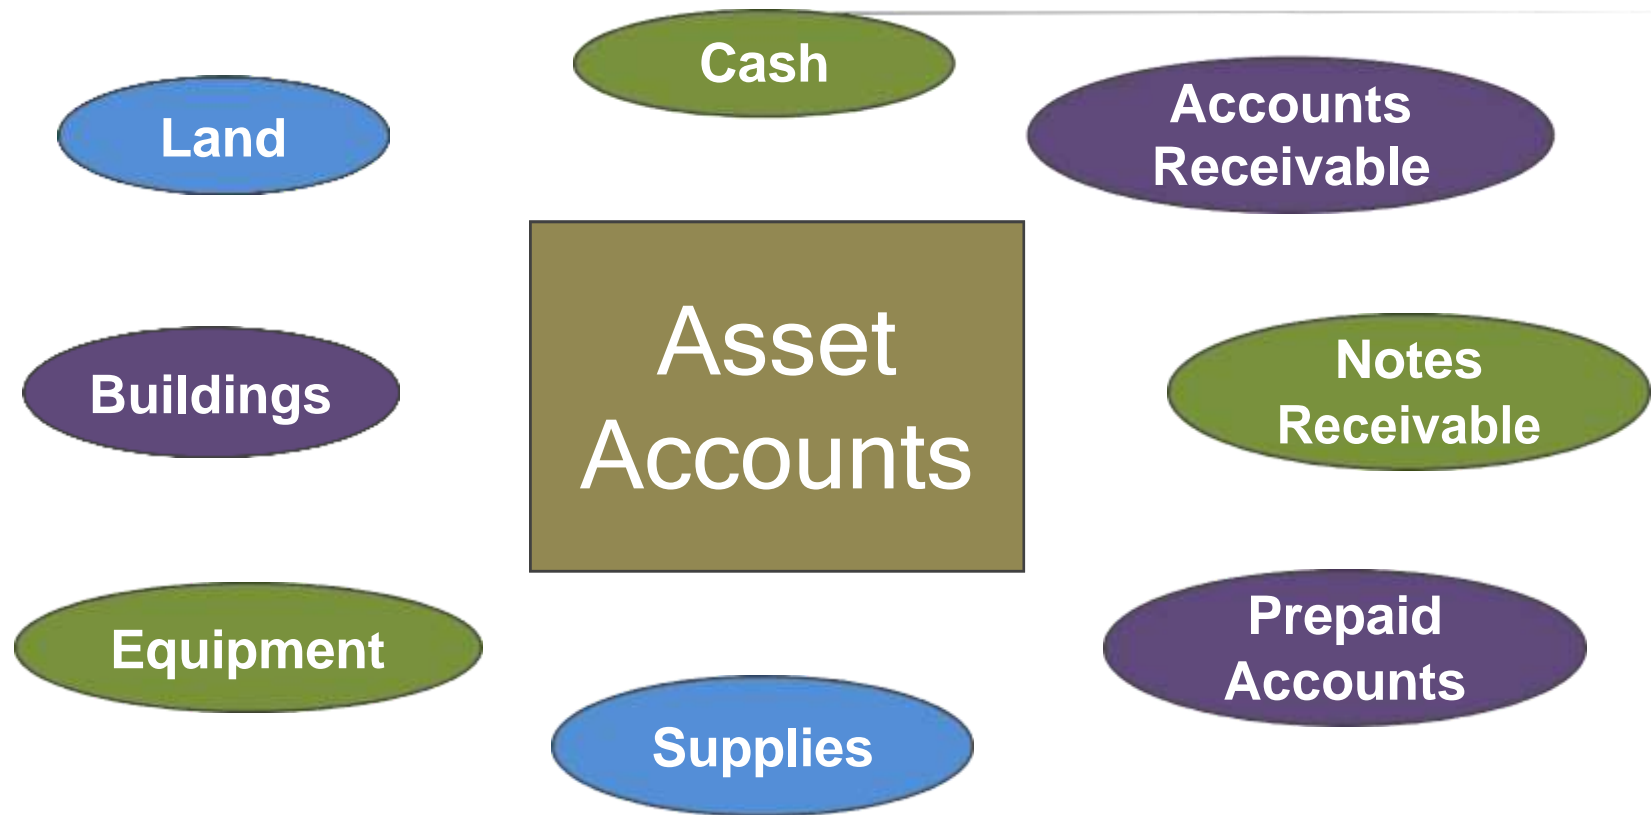 Cash
Land
Accounts
Receivable
Asset
Accounts
Buildings
Notes
Receivable
Equipment
Prepaid
Accounts
Supplies